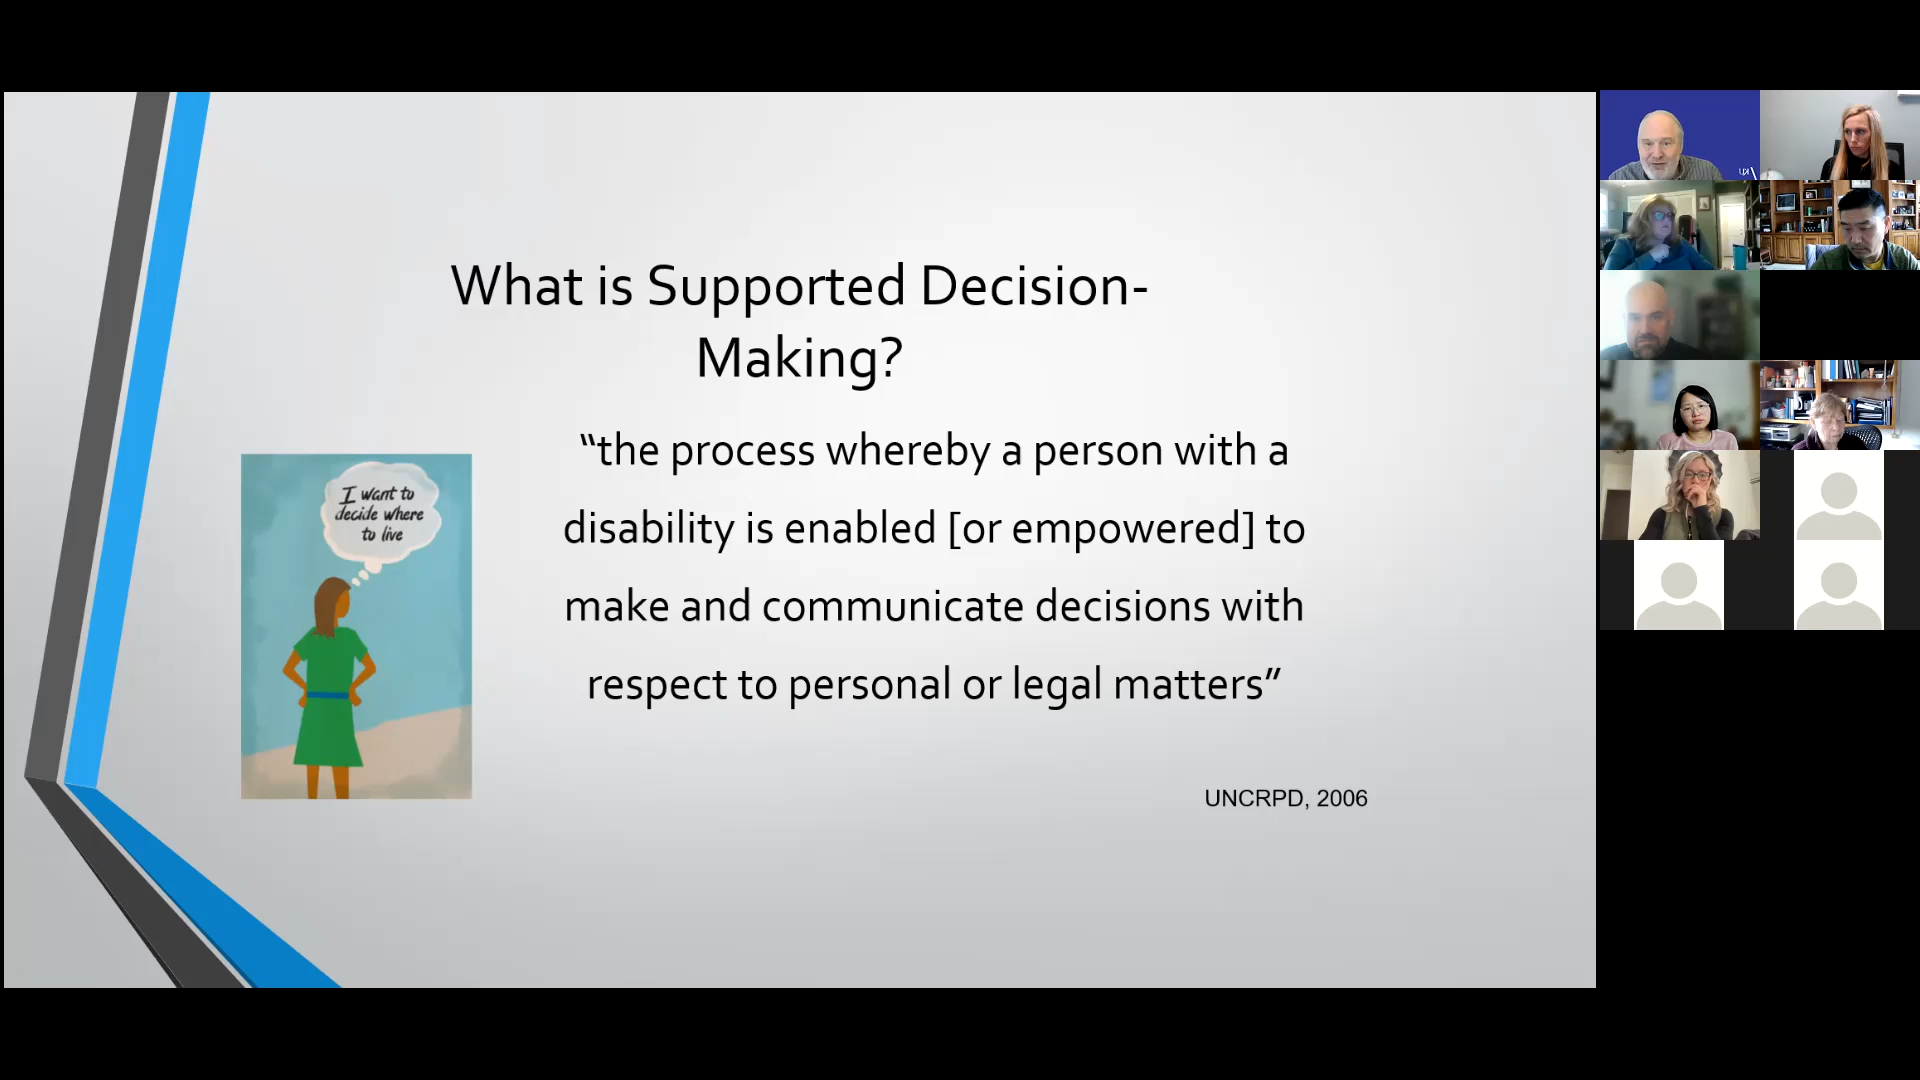 What is Supported Decision-
Making?
“the process whereby a person with a
disability is enabled [or empowered] to
make and communicate decisions with
respect to personal or legal matters”
I want to
decide where
to live
UNCRPD, 2006